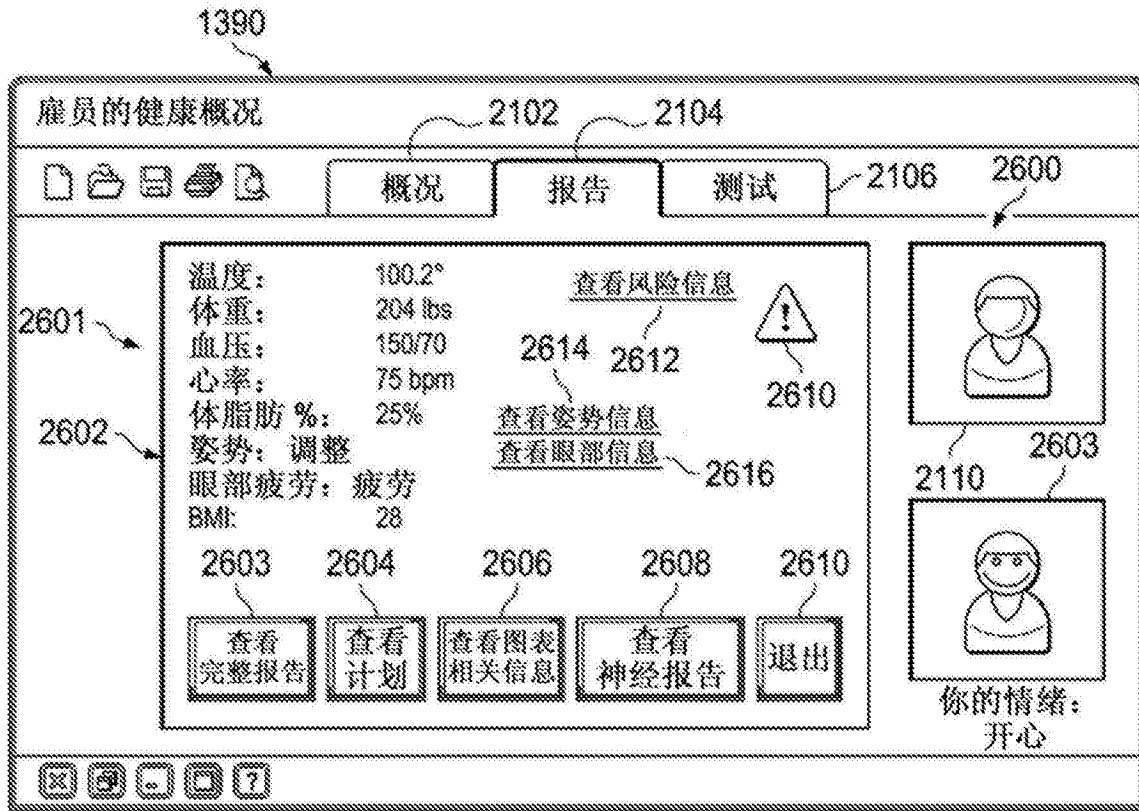 1390
雇员的健康概况
2102
2104
概况
报告
测试
2106
2600
温度： 100.2°
查看风险信息
体重： 204 lbs
2601
血压： 150/70
2614
2612
心率： 75 bpm
2610
体脂肪 %： 25%
查看姿势信息
2602
姿势：调整
查看眼部信息
2616
2110
2603
眼部疲劳：疲劳
BMI: 28
2603
2604
2606
2608
2610
查看
完整报告
查看
计划
查看图表
相关信息
查看
神经报告
退出
你的情绪：
开心
?